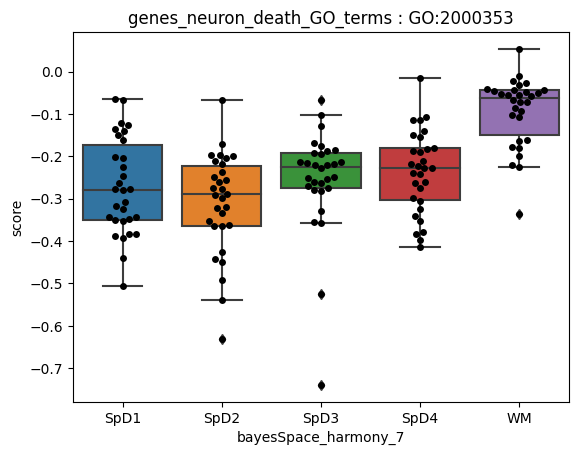 genes_neuron_death_GO_terms : GO:2000353
score
0.0
−0.1
−0.2
−0.3
−0.4
−0.5
−0.6
−0.7
SpD1 SpD2 SpD3 SpD4 WM
bayesSpace_harmony_7